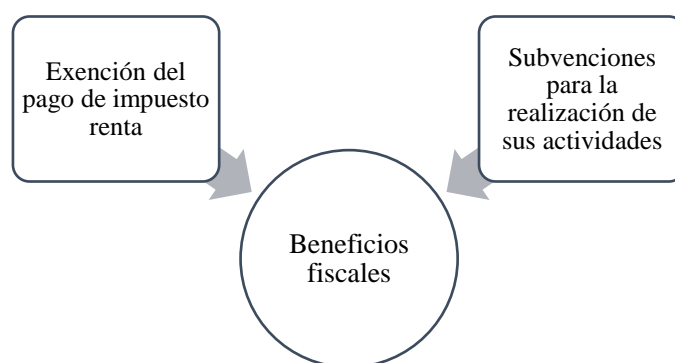 Exención del
pago de impuesto
renta
Subvenciones
para la
realización de
sus actividades
Beneficios
fiscales